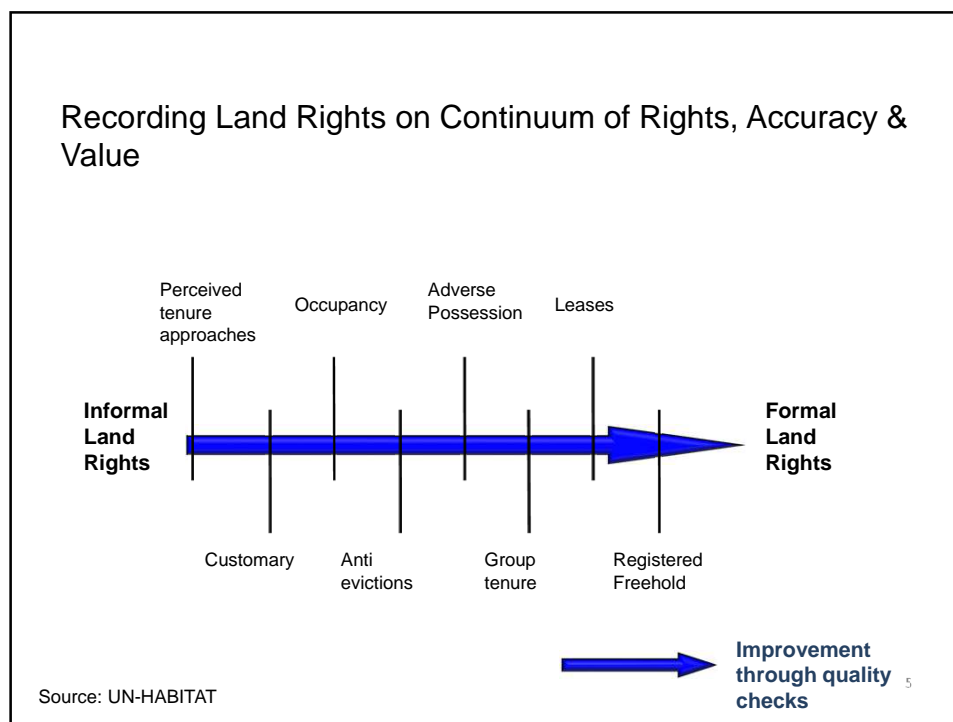 Recording Land Rights on Continuum of Rights, Accuracy &
Value
Perceived
tenure
approaches
Occupancy
Adverse
Possession
Leases
Informal
Land
Rights
Formal
Land
Rights
Customary
Anti
evictions
Group
tenure
Registered
Freehold
Improvement
through quality
checks
5
Source: UN-HABITAT